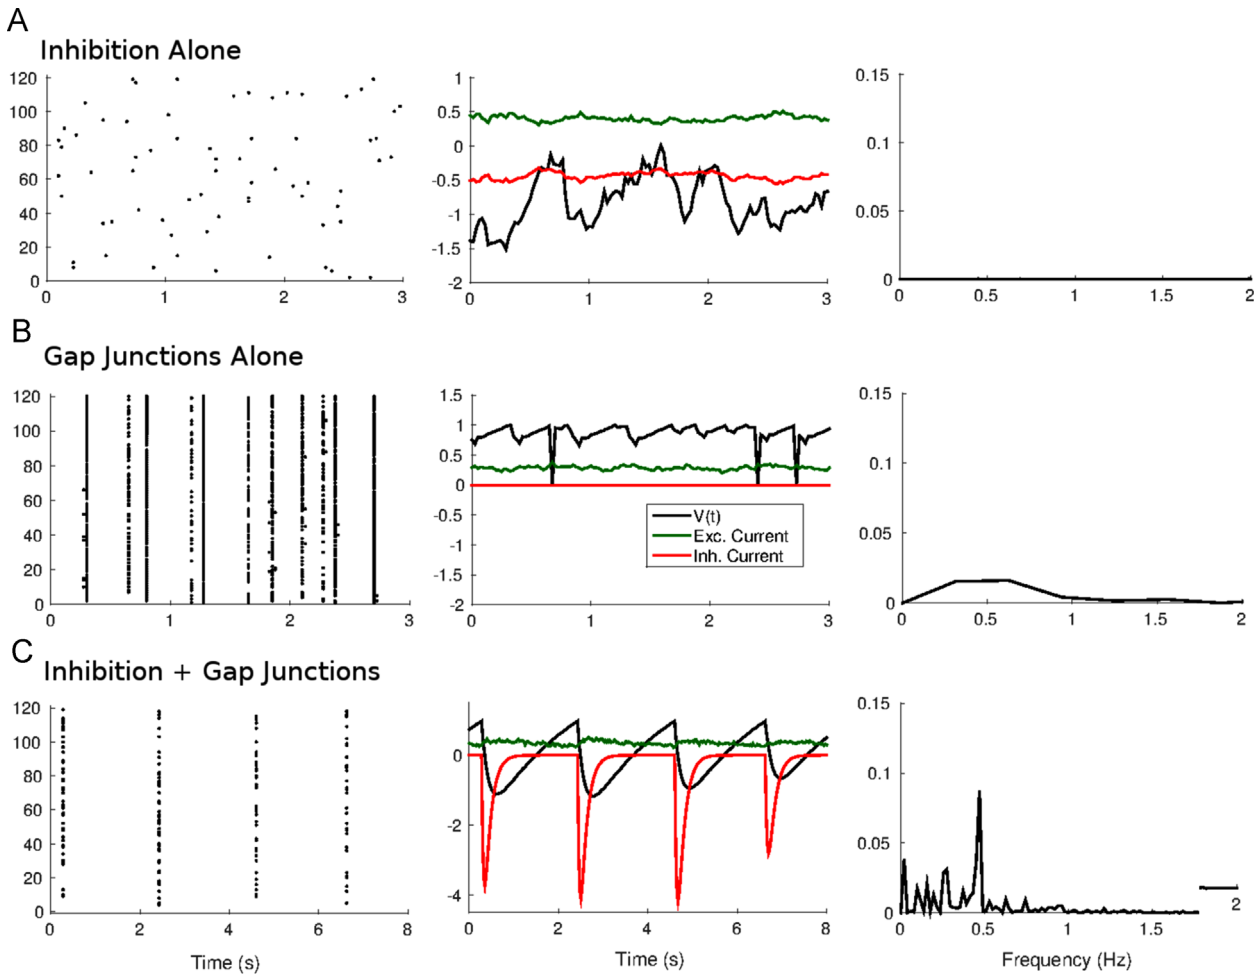 A
Inhibition Alone
120
100
80
60
40
20
0
0 1 2 3
1
0.5
0
-0.5
-1
-1.5
-2
0 1 2 3
0.15
0.1
0.05
0
0 0.5 1 1.5 2
B
Gap Junctions Alone
120
100
80
60
40
20
0
0 1 2 3
1.5
1
0.5
0
-0.5
-1
-1.5
-2
0 1 2 3
V(t)
Exc. Current
Inh. Current
0.15
0.1
0.05
0
0 0.5 1 1.5 2
C
Inhibition + Gap Junctions
120
100
80
60
40
20
0
0 2 4 6 8
Time (s)
0
-2
-4
0 2 4 6 8
Time (s)
0.15
0.1
0.05
0
0 0.5 1 1.5 2
Frequency (Hz)